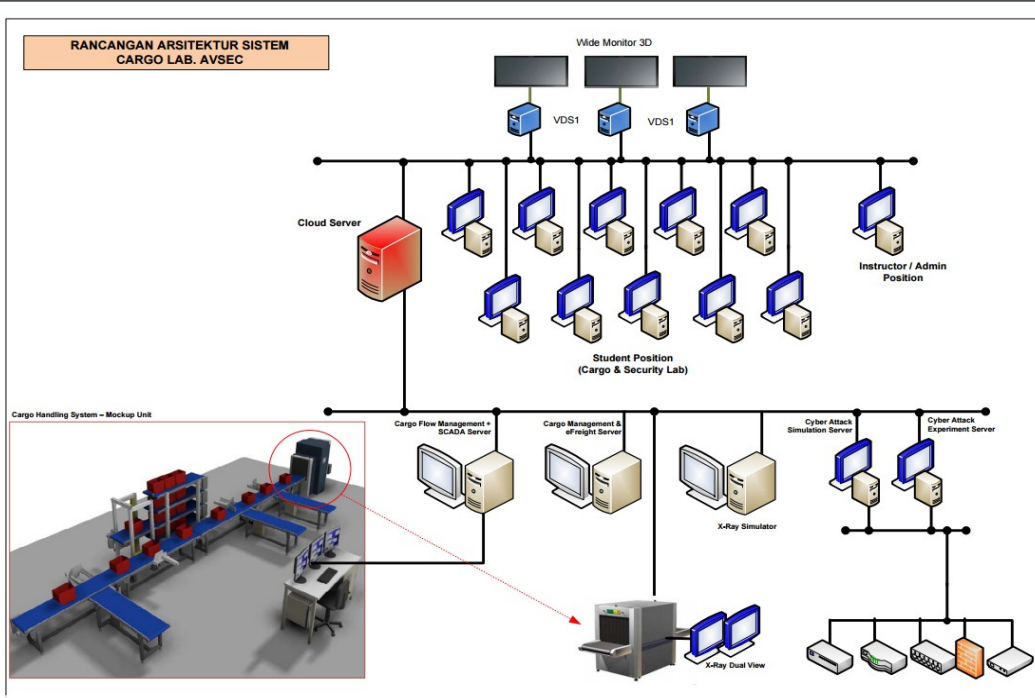 RANCANGAN ARSITEKTUR SISTEM
CARGO LAB. AVSEC
Wide Monitor 3D
VDS1
VDS1
Cloud Server
Instructor / Admin
Position
Student Position
(Cargo & Security Lab)
Cargo Handling System – Mockup Unit
Cargo Flow Management +
SCADA Server
Cargo Management &
eFreight Server
Cyber Attack
Simulation Server
Cyber Attack
Experiment Server
X-Ray Simulator
X-Ray Dual View